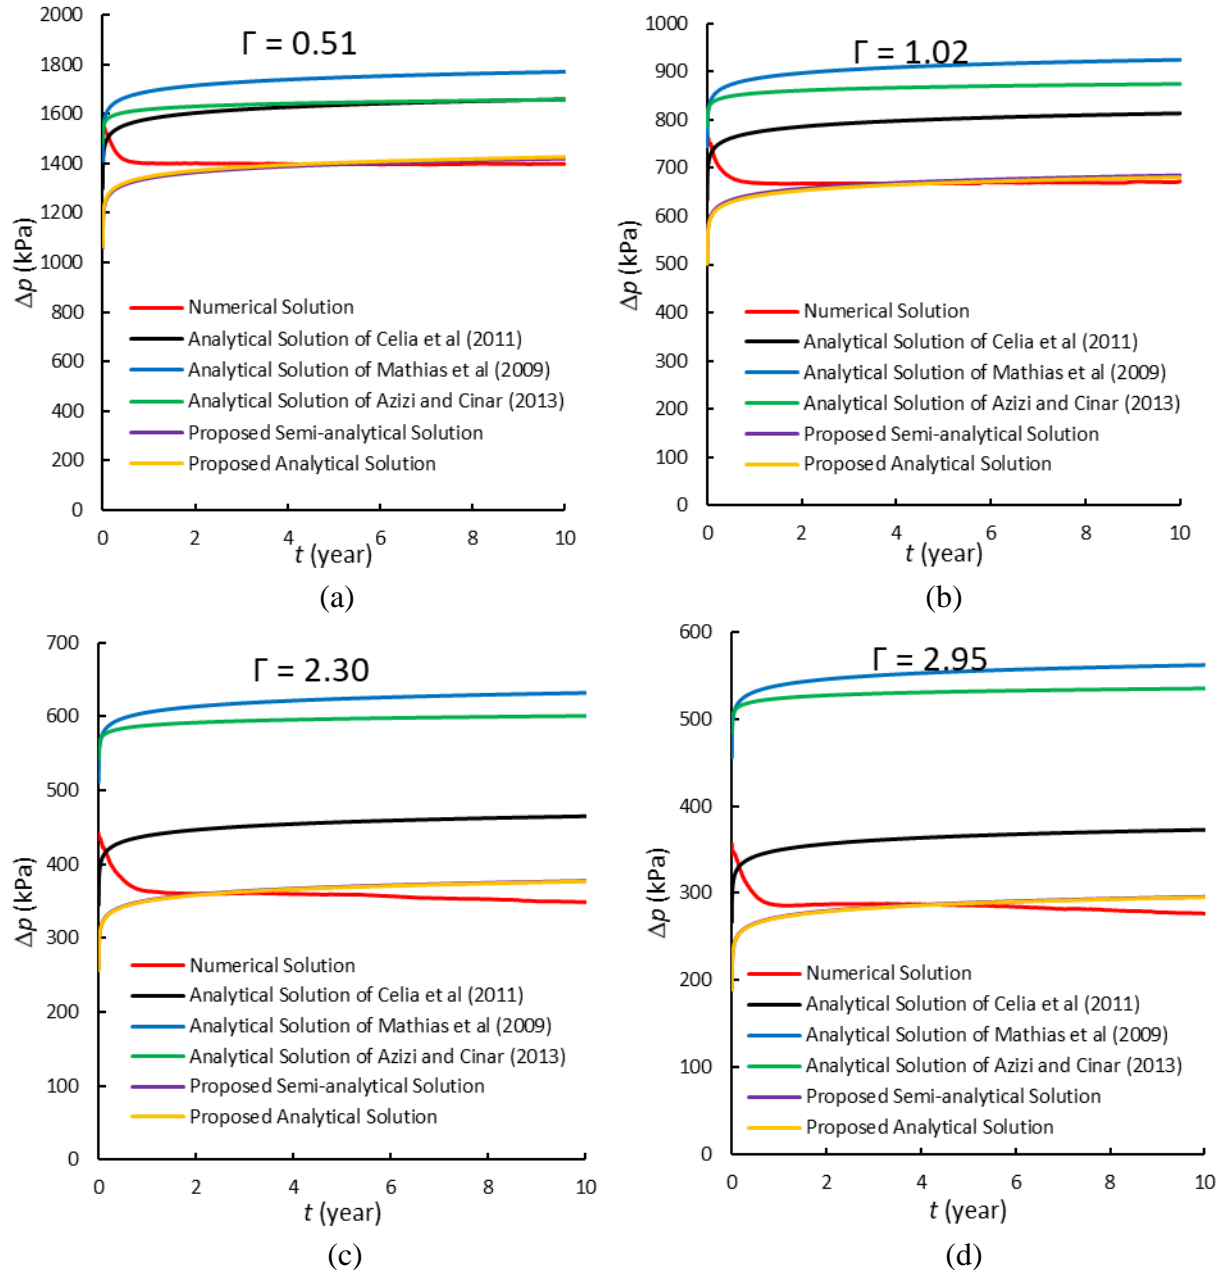 Γ = 0.51
2000
1800
1600
1400
1200
1000
800
600
400
200
0
Δp (kPa)
Numerical Solution
Analytical Solution of Celia et al (2011)
Analytical Solution of Mathias et al (2009)
Analytical Solution of Azizi and Cinar (2013)
Proposed Semi-analytical Solution
Proposed Analytical Solution
0 2 4 6 8 10
t (year)
(a)
Γ = 1.02
1000
900
800
700
600
500
400
300
200
100
0
Δp (kPa)
Numerical Solution
Analytical Solution of Celia et al (2011)
Analytical Solution of Mathias et al (2009)
Analytical Solution of Azizi and Cinar (2013)
Proposed Semi-analytical Solution
Proposed Analytical Solution
0 2 4 6 8 10
t (year)
(b)
Γ = 2.30
700
600
500
400
300
200
100
0
Δp (kPa)
Numerical Solution
Analytical Solution of Celia et al (2011)
Analytical Solution of Mathias et al (2009)
Analytical Solution of Azizi and Cinar (2013)
Proposed Semi-analytical Solution
Proposed Analytical Solution
0 2 4 6 8 10
t (year)
(c)
Γ = 2.95
600
500
400
300
200
100
0
Δp (kPa)
Numerical Solution
Analytical Solution of Celia et al (2011)
Analytical Solution of Mathias et al (2009)
Analytical Solution of Azizi and Cinar (2013)
Proposed Semi-analytical Solution
Proposed Analytical Solution
0 2 4 6 8 10
t (year)
(d)